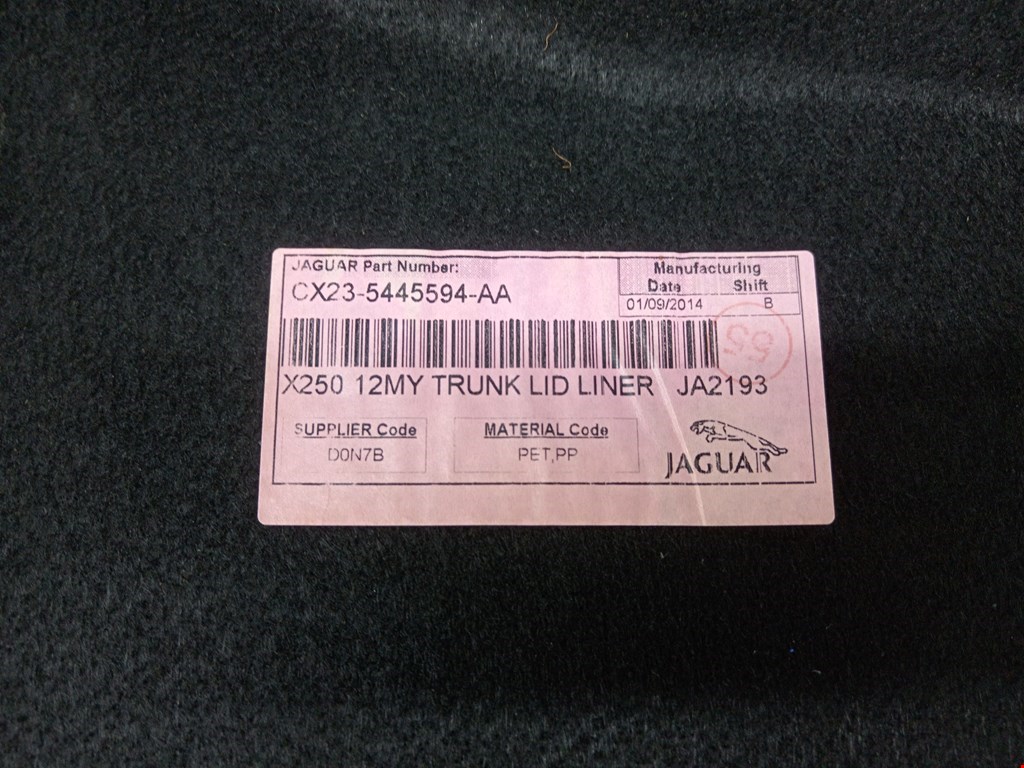 JAGUAR Part Number:
CX23-5445594-AA
Manufacturing
Date Shift
01/09/2014 B
X250 12MY TRUNK LID LINER JA2193
SUPPLIER Code
D0N7B
MATERIAL Code
PET,PP
JAGUAR